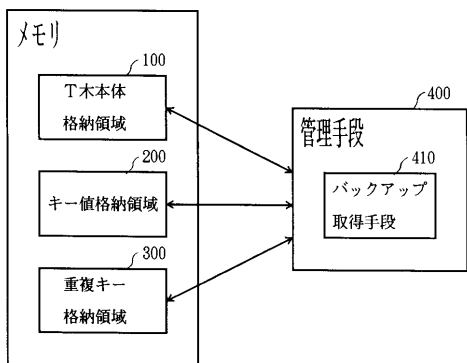 メモリ
100
T木本体
格納領域
200
キー値格納領域
300
重複キー
格納領域
400
管理手段
410
バックアップ
取得手段